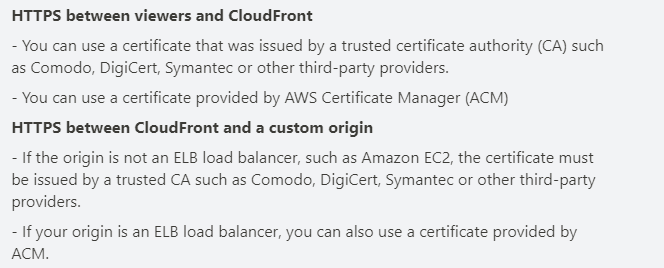 HTTPS between viewers and CloudFront
- You can use a certificate that was issued by a trusted certificate authority (CA) such
as Comodo, DigiCert, Symantec or other third-party providers.
- You can use a certificate provided by AWS Certificate Manager (ACM)
HTTPS between CloudFront and a custom origin
- If the origin is not an ELB load balancer, such as Amazon EC2, the certificate must
be issued by a trusted CA such as Comodo, DigiCert, Symantec or other third-party
providers.
- If your origin is an ELB load balancer, you can also use a certificate provided by
ACM.